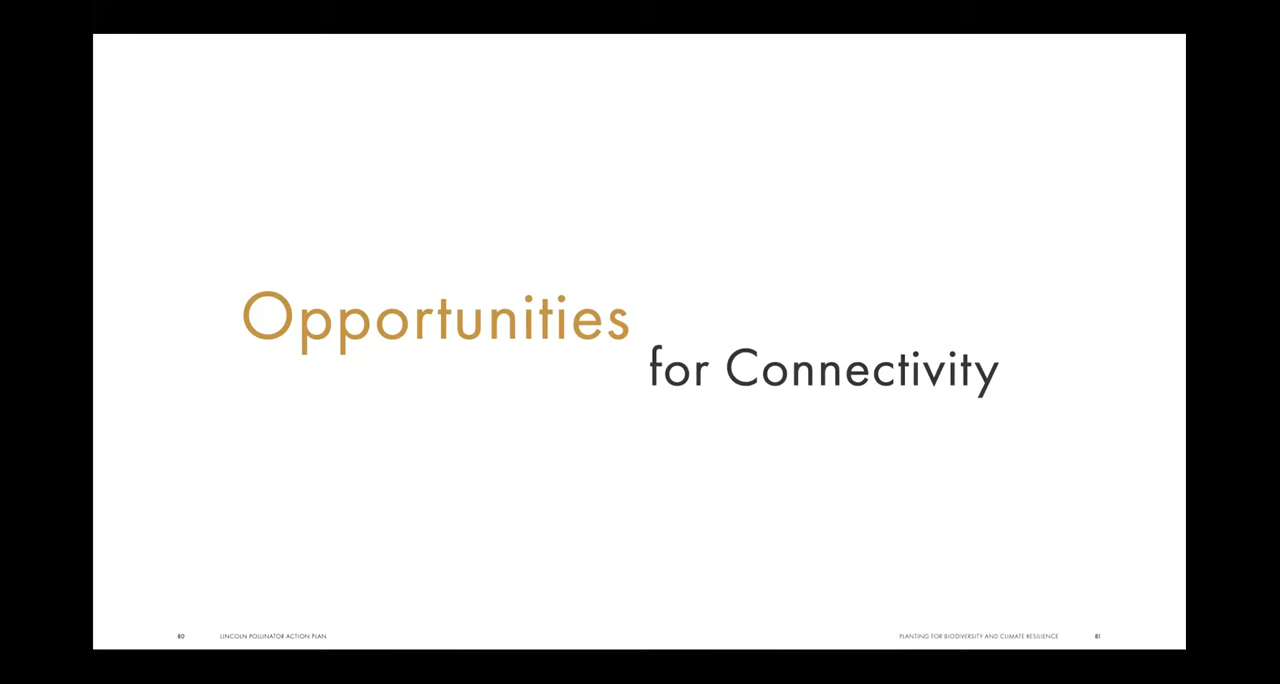 Opportunities
for Connectivity
80 LINCOLN POLLINATOR ACTION PLAN
PLANTING FOR BIODIVERSITY AND CLIMATE RESILIENCE 81